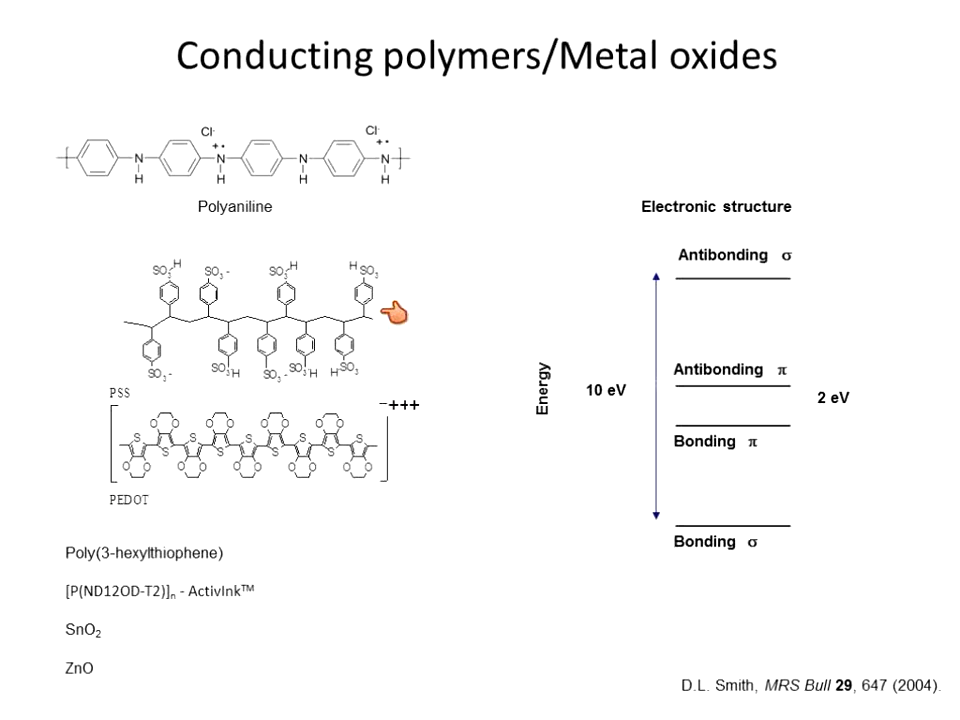 Conducting polymers/Metal oxides
Cl- Cl-
+• +•
N N N N
H H H H
Polyaniline
SO3H SO3- SO3H HSO3
SO3- SO3H SO3- SO3H HSO3
PSS
–+++
S S S S S S S S S
O O O O O O O O O O O O O O O O O O
PEDOT
Poly(3-hexylthiophene)
[P(ND12OD-T2)]n - ActivInk™
SnO2
ZnO
Electronic structure
Antibonding σ
Energy
10 eV
Antibonding π
2 eV
Bonding π
Bonding σ
D.L. Smith, MRS Bull 29, 647 (2004).